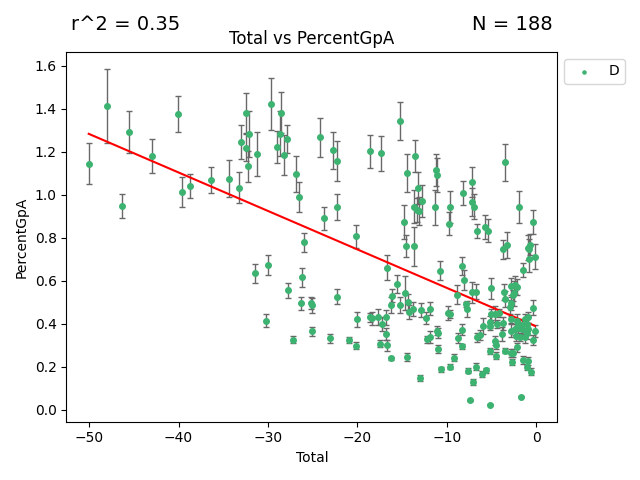 r^2 = 0.35 N = 188
Total vs PercentGpA
D
PercentGpA
1.6
1.4
1.2
1.0
0.8
0.6
0.4
0.2
0.0
−50 −40 −30 −20 −10 0
Total